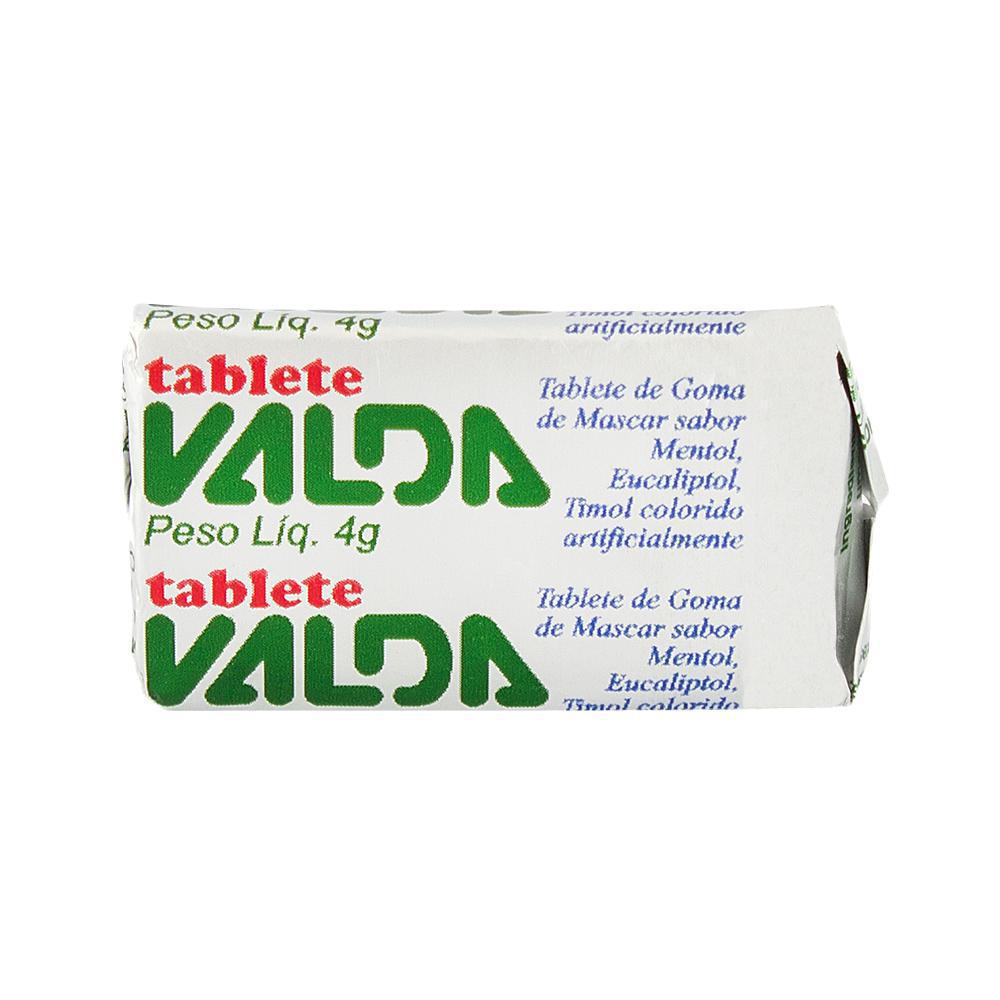 Peso Líq. 4g
artificialmente
tablete
VALDA
Peso Líq. 4g
Tablete de Goma
de Mascar sabor
Mentol,
Eucaliptol,
Timol colorido
artificialmente
tablete
VALDA
Tablete de Goma
de Mascar sabor
Mentol,
Eucaliptol,
Timol colorido